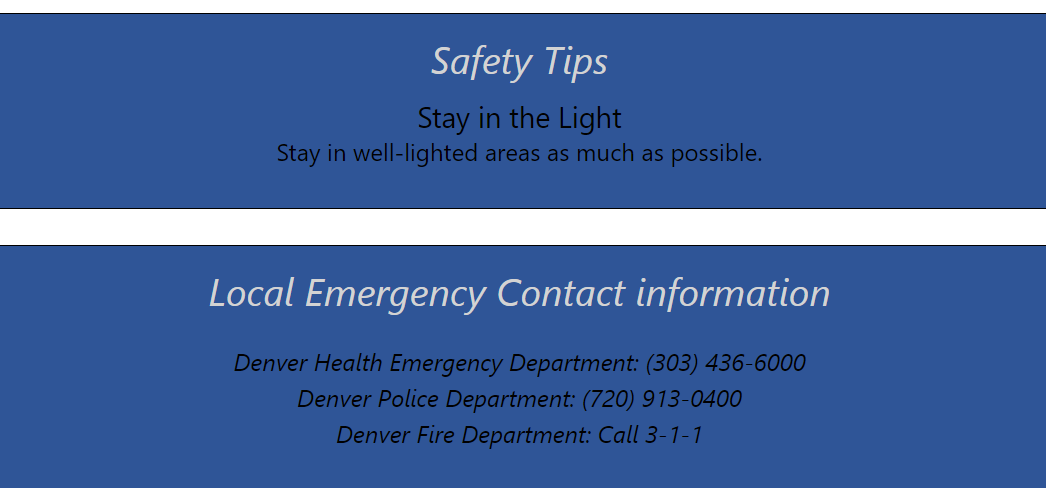 Safety Tips
Stay in the Light
Stay in well-lighted areas as much as possible.
Local Emergency Contact information
Denver Health Emergency Department: (303) 436-6000
Denver Police Department: (720) 913-0400
Denver Fire Department: Call 3-1-1